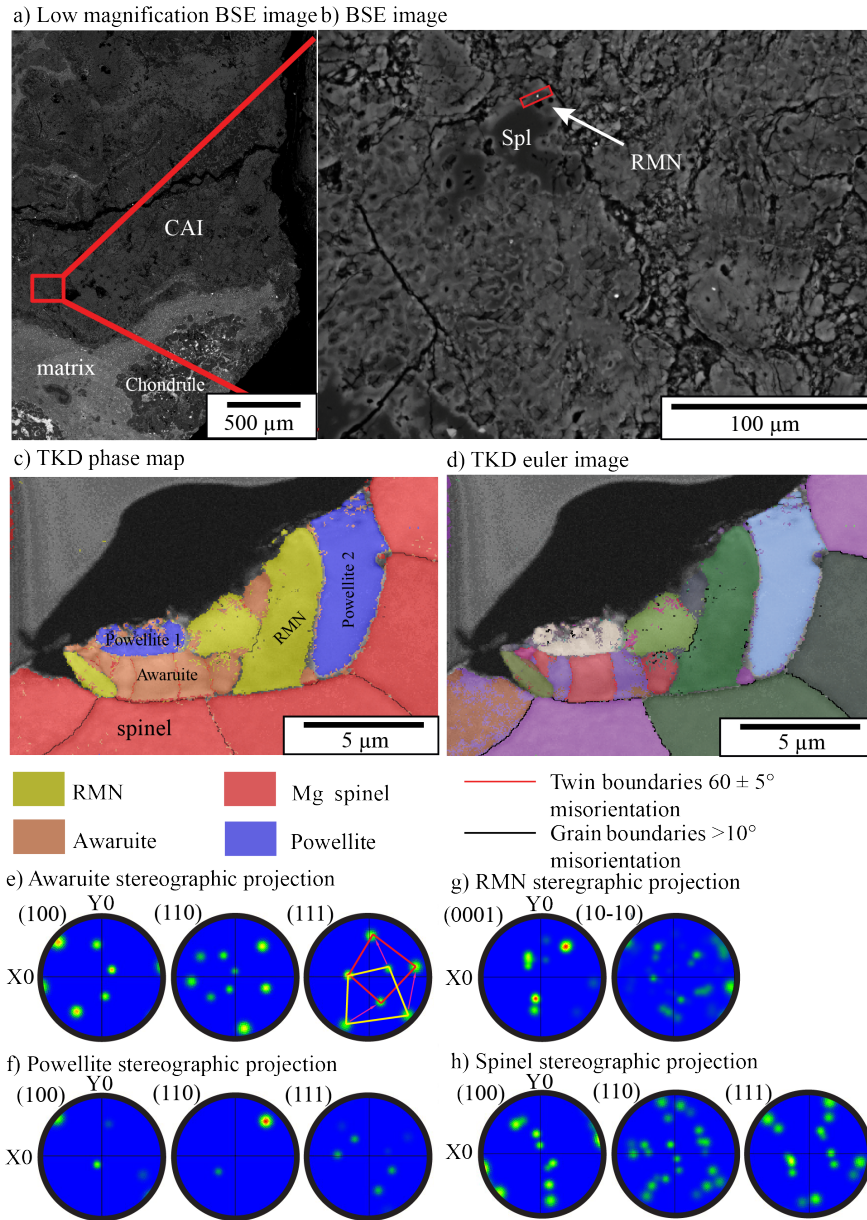 a) Low magnification BSE image
b) BSE image
CAI
matrix
Chondrule
500 µm
Spl
RMN
100 µm
c) TKD phase map
d) TKD euler image
Powellite 1
Awaruite
RMN
Powellite 2
spinel
5 µm
5 µm
RMN
Mg spinel
Awaruite
Powellite
Twin boundaries 60 ± 5°
misorientation
Grain boundaries >10°
misorientation
e) Awaruite stereographic projection
(100)
Y0
(110)
(111)
X0
g) RMN steregraphic projection
(0001)
Y0
(10-10)
X0
f) Powellite stereographic projection
(100)
Y0
(110)
(111)
X0
h) Spinel stereographic projection
(100)
Y0
(110)
(111)
X0